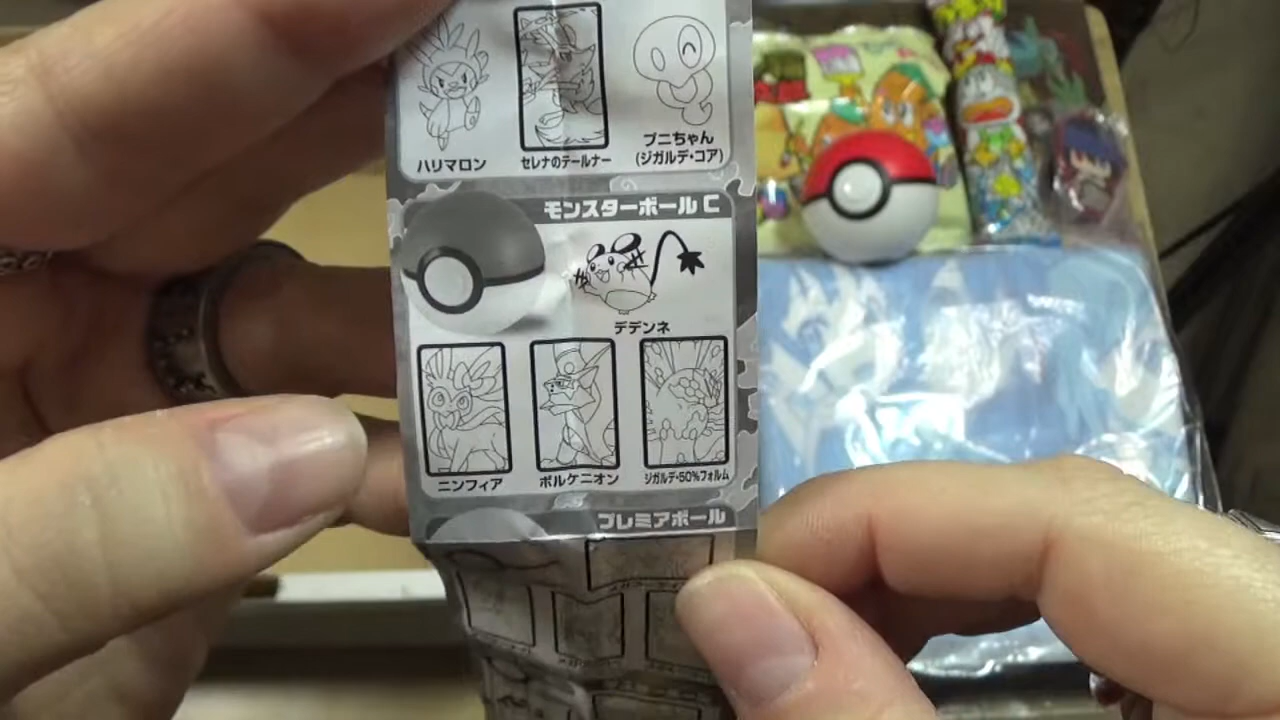 ハリマロン
セレナのテールナー
プニちゃん
(ジガルデ・コア)
モンスターボール C
デデンネ
ニンフィア
ボルケニオン
ジガルデ・50%フォルム
プレミアボール